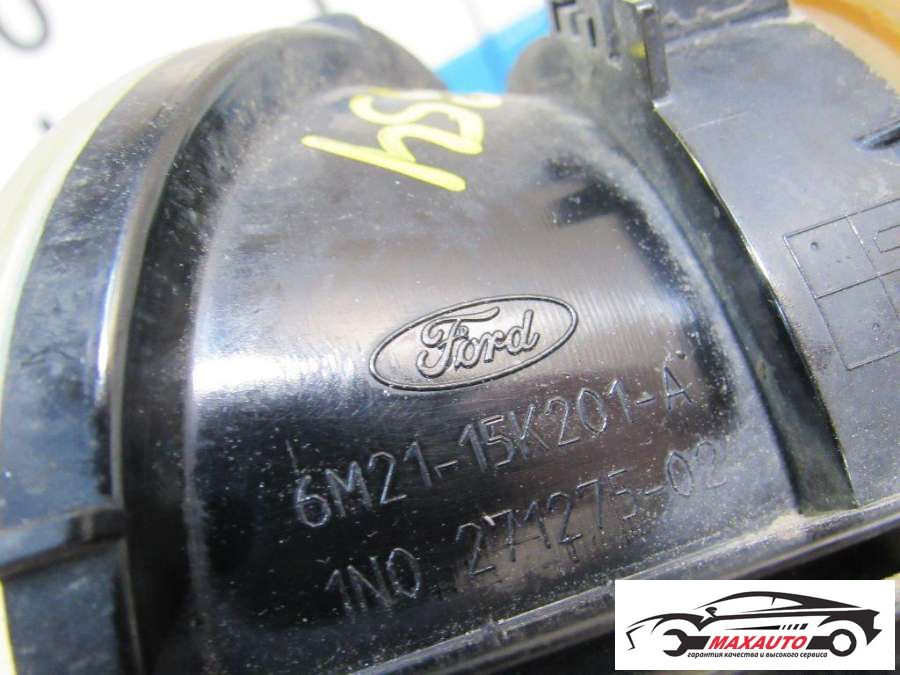 Ford
6M21-15K201-A
1N0 271275-02
MAXAUTO
гарантия качества и высокого сервиса